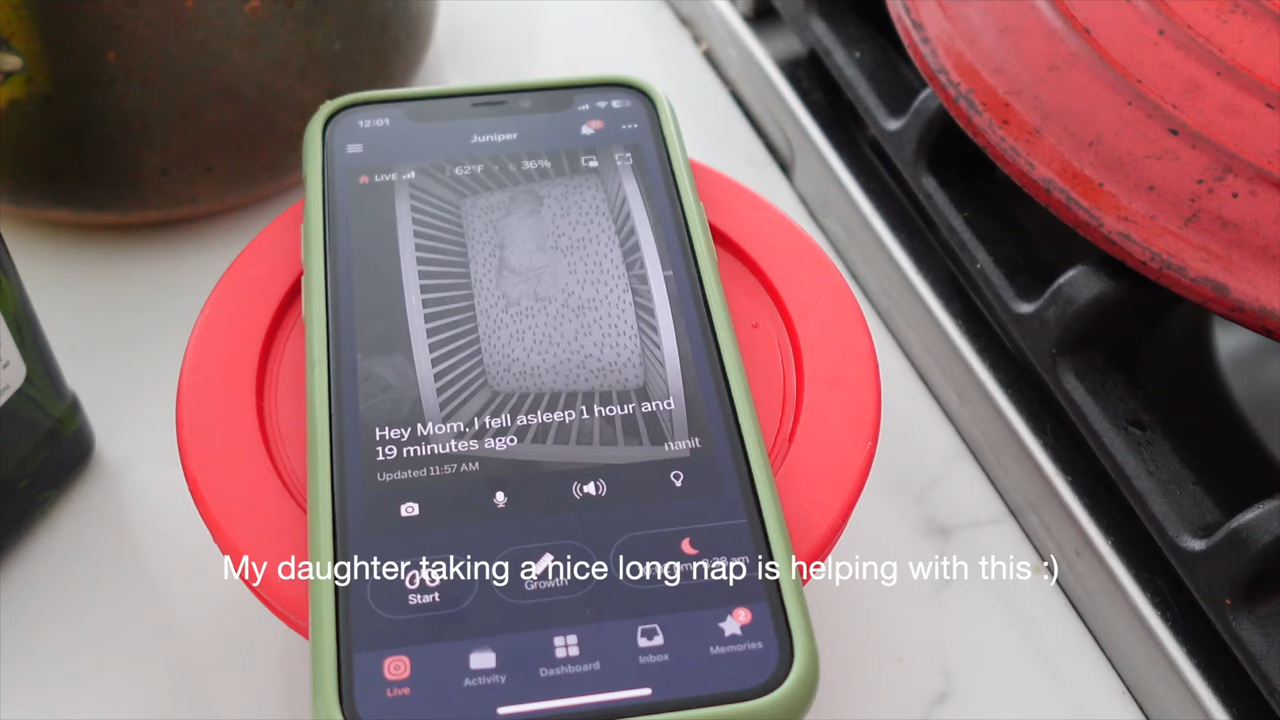 12:01
Juniper
LIVE
62°F
36%
Hey Mom, I fell asleep 1 hour and
19 minutes ago
nanit
Updated 11:57 AM
My daughter taking a nice long nap is helping with this :)
Start
Growth
Live
Activity
Dashboard
Inbox
2
Memories